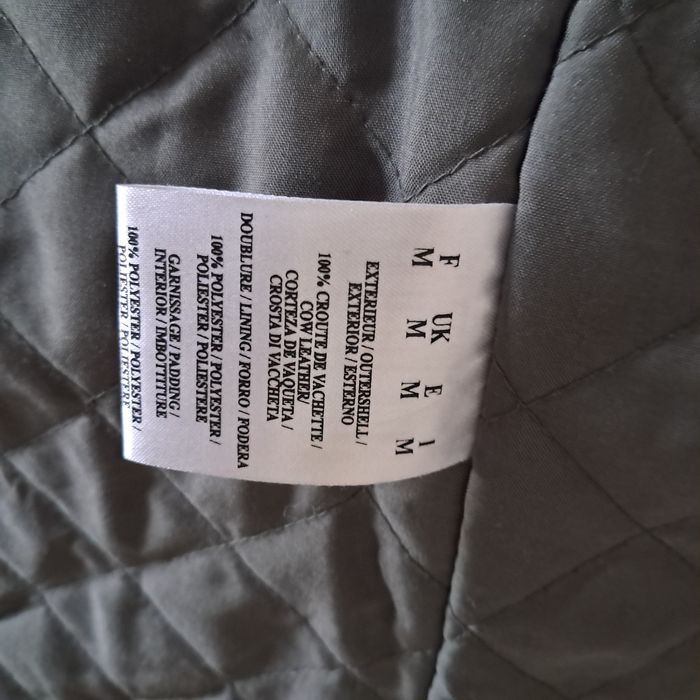 F UK E I
M M M M
EXTERIEUR / OUTERSHELL /
EXTERIOR / ESTERNO
100% CROUTE DE VACHETTE /
COW LEATHER/
CORTEZA DE VAQUETA /
CROSTA DI VACCHETA
DOUBLURE / LINING / FORRO / FODERA
100% POLYESTER / POLYESTER /
POLIESTER / POLIESTERE
GARNISSAGE / PADDING /
INTERIOR / IMBOTTITURE
100% POLYESTER / POLYESTER /
POLIESTER / POLIESTERE